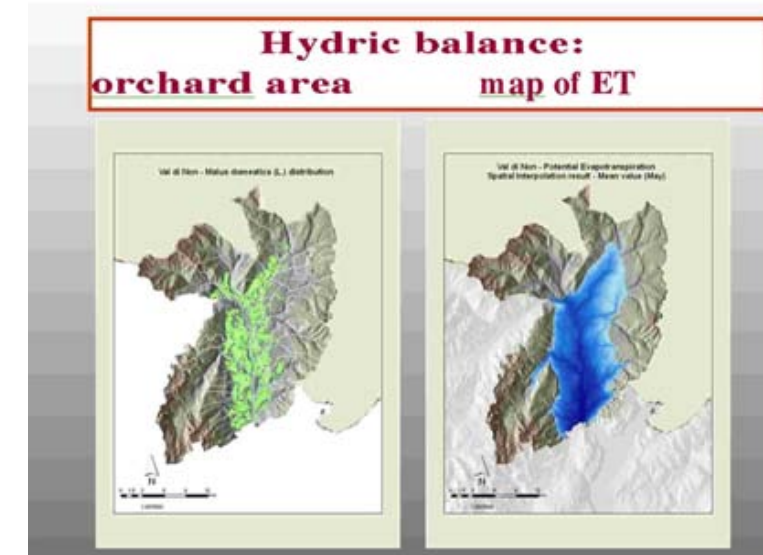 Hydric balance:
orchard area map of ET
Val di Non - Malus domestica (L.) distribution
Val di Non - Potential Evapotranspiration
Spatial Interpolation result - Mean value (May)
N
N